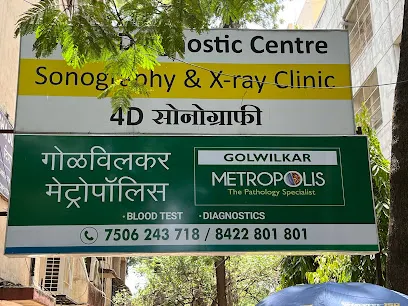 Diagnostic Centre
Sonography & X-ray Clinic
4D सोनोग्राफी
गोळविलकर
मेट्रोपॉलिस
GOLWILKAR
METROPOLIS
The Pathology Specialist
• BLOOD TEST • DIAGNOSTICS
7506 243 718 / 8422 801 801